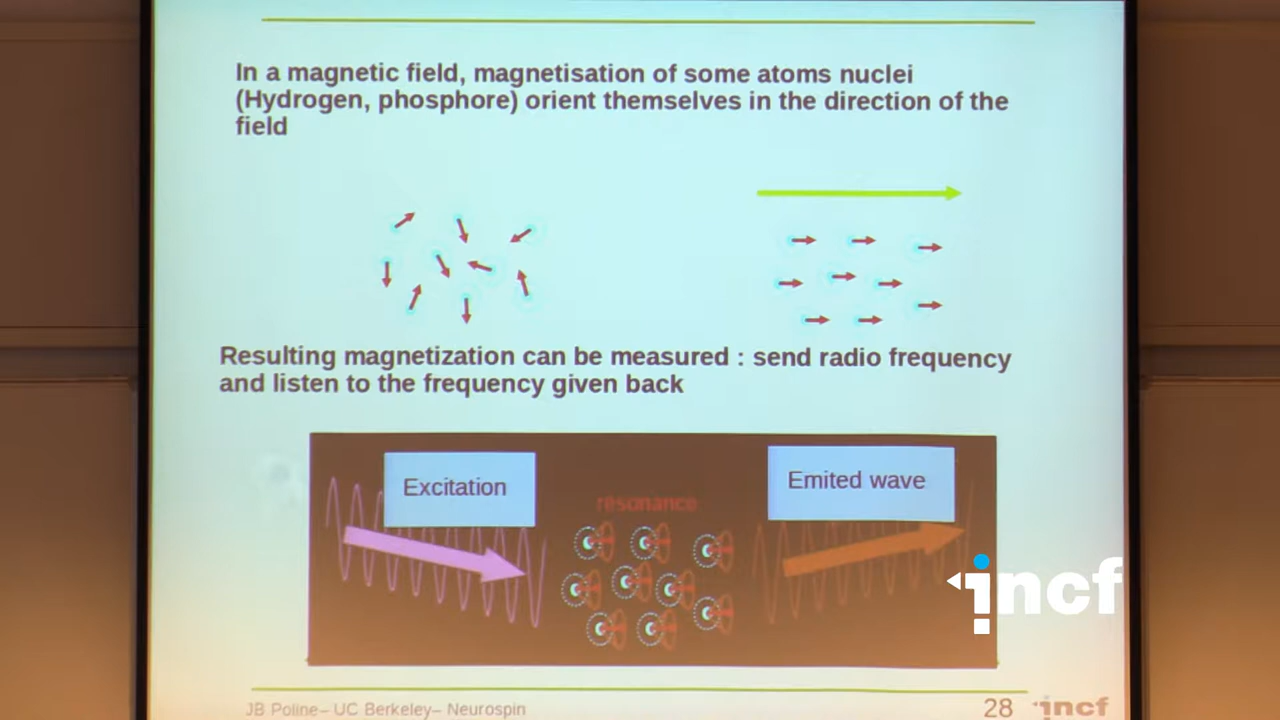 In a magnetic field, magnetisation of some atoms nuclei
(Hydrogen, phosphore) orient themselves in the direction of the
field
Resulting magnetization can be measured : send radio frequency
and listen to the frequency given back
Excitation
Emited wave
résonance
incf
JB Poline– UC Berkeley– Neurospin
28
incf